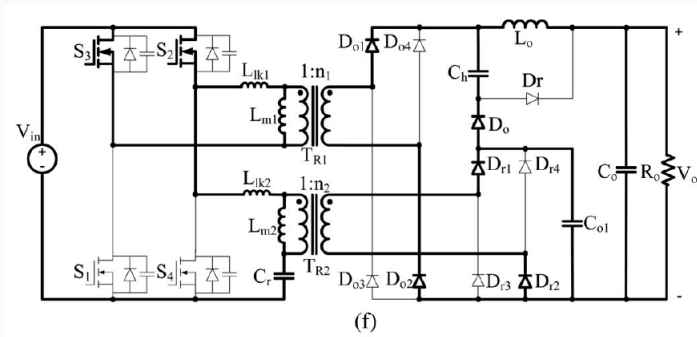 S3
S2
Llk1
1:n1
Lm1
TR1
Do1
Do4
Lo
+
Ch
Dr
Do
Vin
+
-
Llk2
1:n2
Lm2
TR2
Dr1
Dr4
Co1
Co
Ro
Vo
S1
S4
Cr
Do3
Do2
Dr3
Dr2
-
(f)